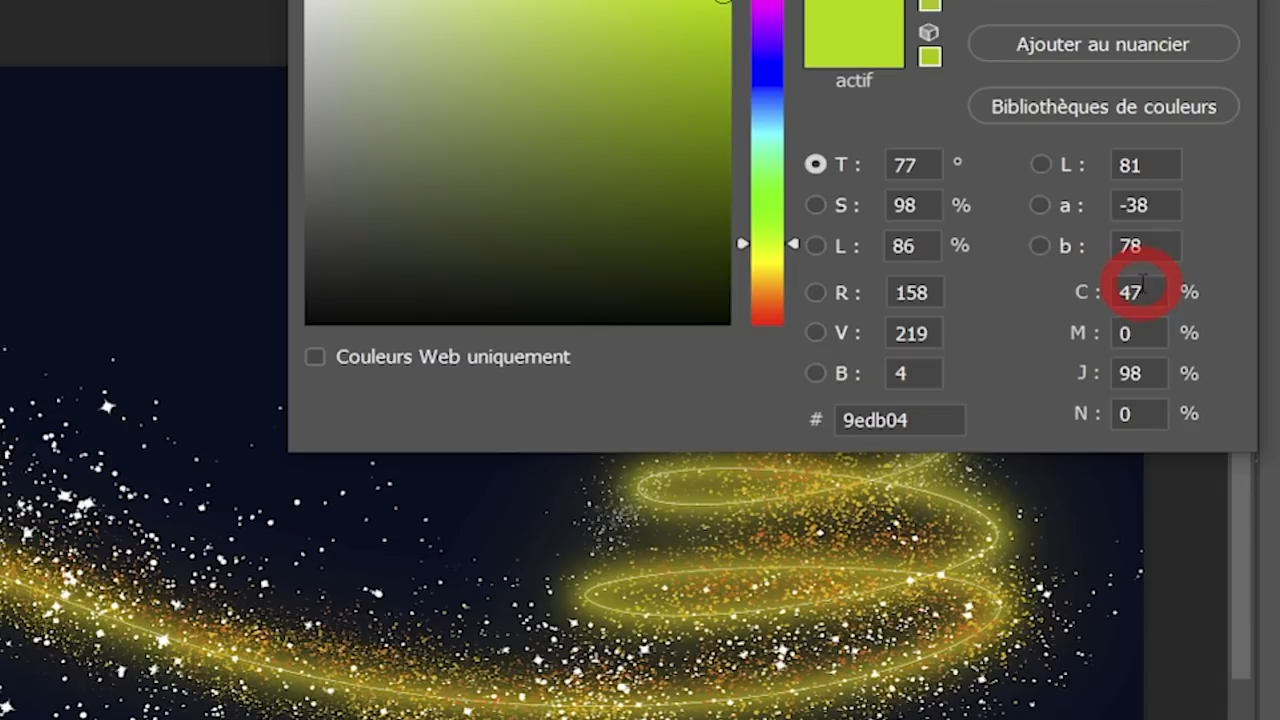 Ajouter au nuancier
actif
Bibliothèques de couleurs
T : 77 ° L : 81
S : 98 % a : -38
L : 86 % b : 78
R : 158 C : 47 %
V : 219 M : 0 %
B : 4 J : 98 %
# 9edb04 N : 0 %
Couleurs Web uniquement